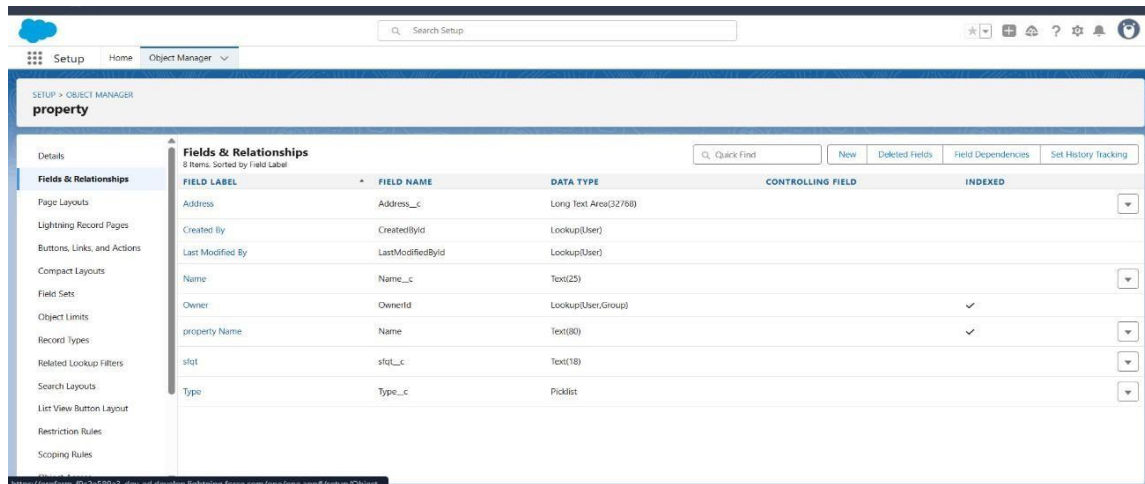 Search Setup
Setup Home Object Manager
SETUP > OBJECT MANAGER
property
Details
Fields & Relationships
Page Layouts
Lightning Record Pages
Buttons, Links, and Actions
Compact Layouts
Field Sets
Object Limits
Record Types
Related Lookup Filters
Search Layouts
List View Button Layout
Restriction Rules
Scoping Rules
Fields & Relationships
8 Items. Sorted by Field Label
Quick Find New Deleted Fields Field Dependencies Set History Tracking
FIELD LABEL FIELD NAME DATA TYPE CONTROLLING FIELD INDEXED
Address Address__c Long Text Area(32768)
Created By CreatedById Lookup(User)
Last Modified By LastModifiedById Lookup(User)
Name Name__c Text(25)
Owner OwnerId Lookup(User,Group)
property Name Name Text(80)
sfqt sfqt__c Text(18)
Type Type__c Picklist